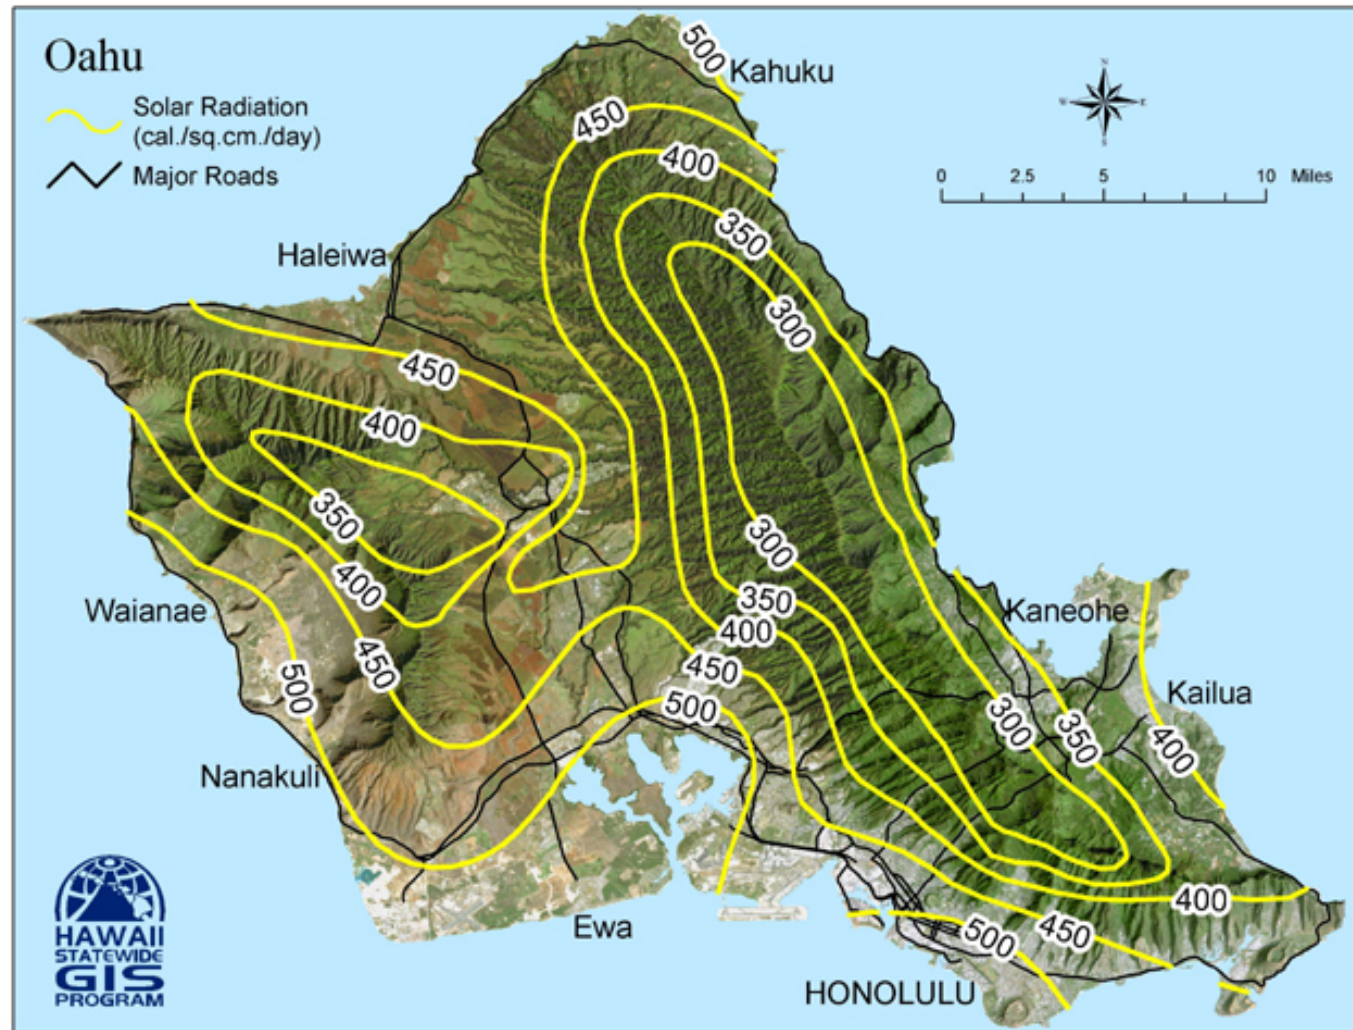 Oahu
Solar Radiation
(cal./sq.cm./day)
Major Roads
500
Kahuku
N
W
E
S
0
2.5
5
10
Miles
450
400
350
300
Haleiwa
450
400
350
400
450
500
Waianae
Nanakuli
300
350
400
450
500
Kaneohe
Kailua
300
350
400
400
450
500
Ewa
HONOLULU
HAWAII
STATEWIDE
GIS
PROGRAM